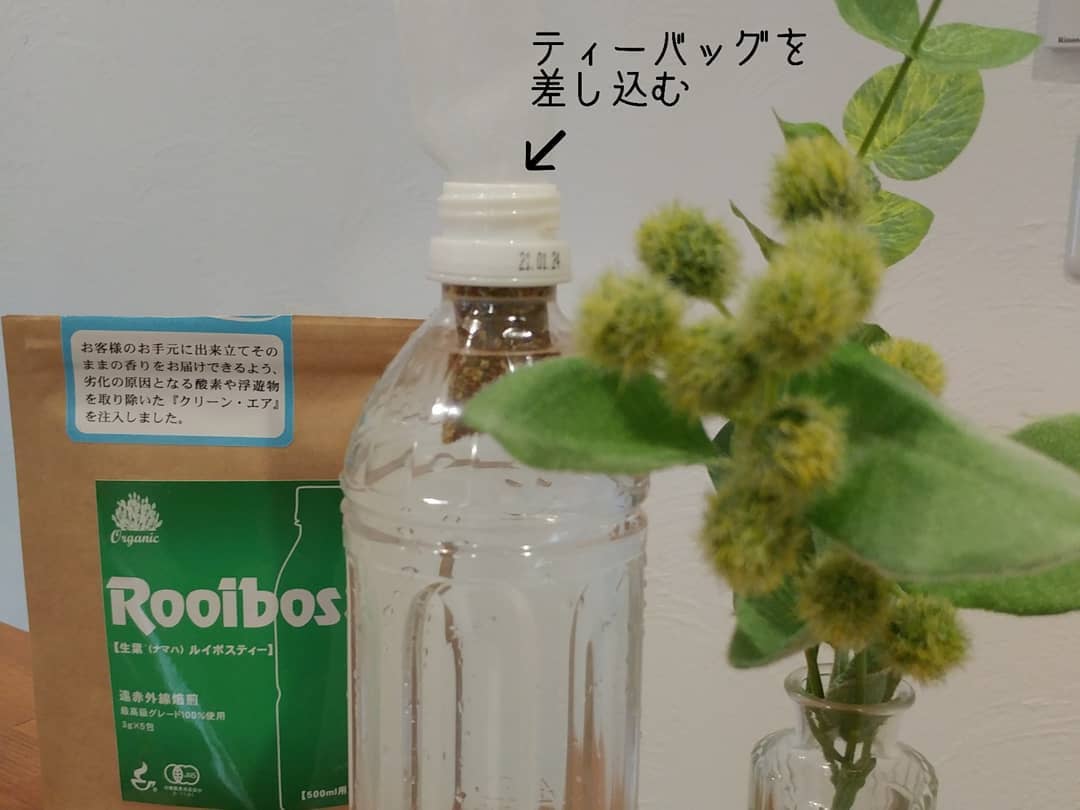 ティーバッグを
差し込む
21.01.24
お客様のお手元に出来立てその
ままの香りをお届けできるよう、
劣化の原因となる酸素や浮遊物
を取り除いた『クリーン・エア』
を注入しました。
Organic
Rooibos
【生葉(ナマハ)ルイボスティー】
遠赤外線焙煎
最高級グレード100%使用
3g×5包
JAS
【500ml用